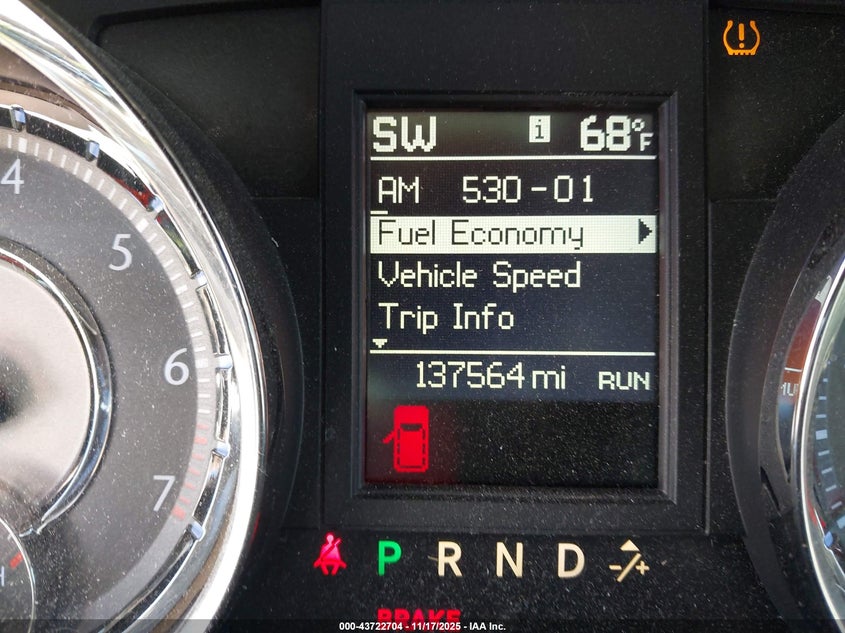 SW i 68°F
AM 530-01
Fuel Economy
Vehicle Speed
Trip Info
137564 mi RUN
4
5
6
7
H
P R N D -/+
BRAKE
000-43722704 - 11/17/2025 - IAA Inc.